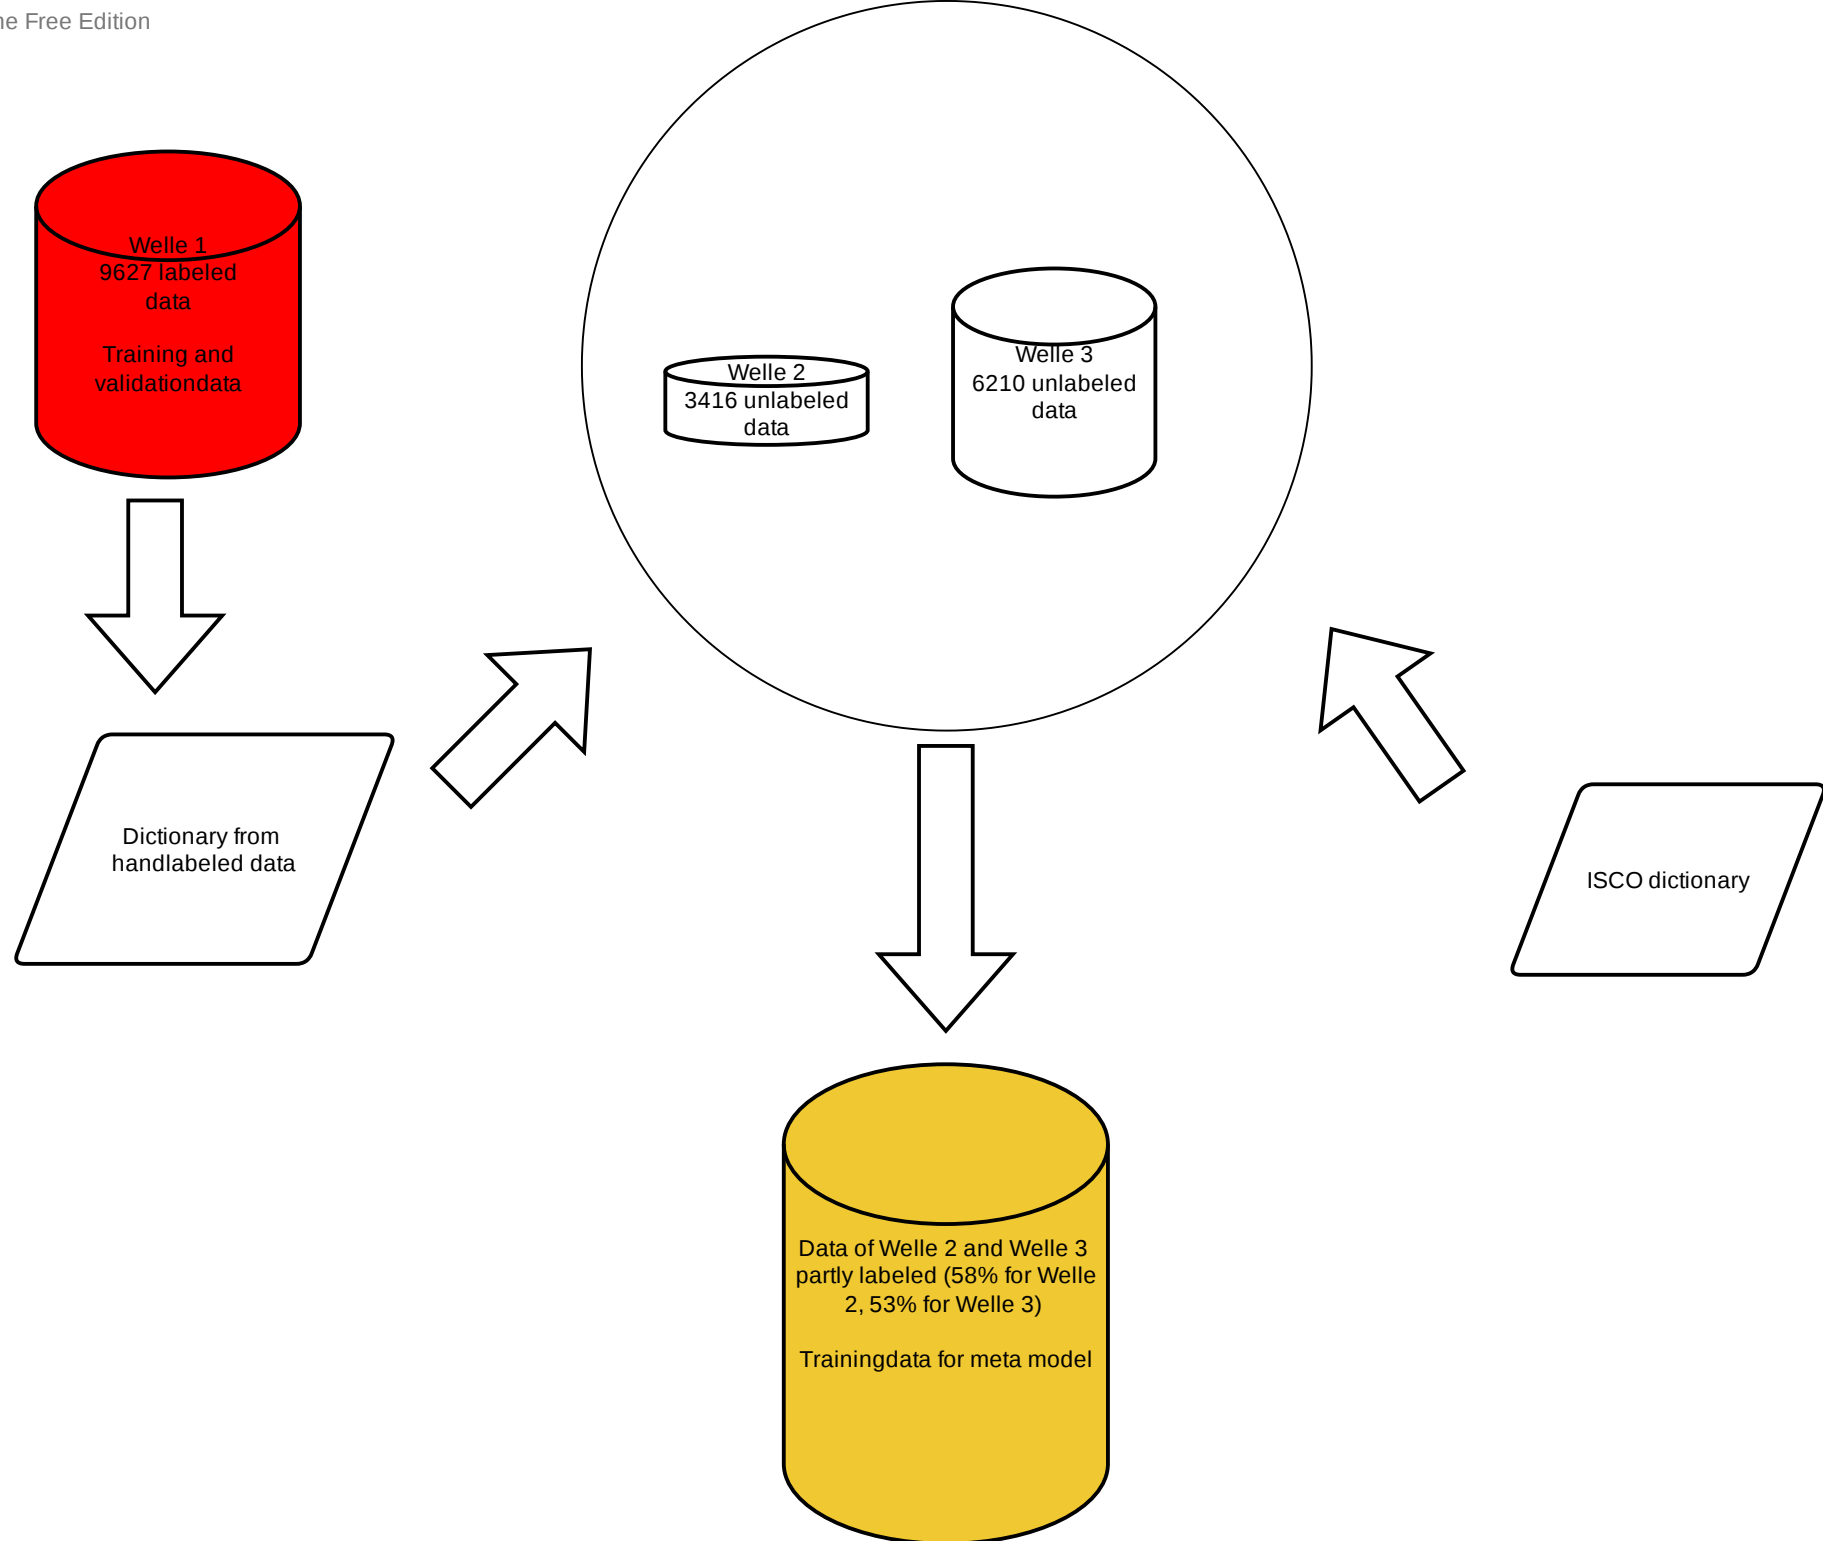 ne Free Edition
Welle 1
9627 labeled
data
Training and
validationdata
Welle 2
3416 unlabeled
data
Welle 3
6210 unlabeled
data
Dictionary from
handlabeled data
ISCO dictionary
Data of Welle 2 and Welle 3
partly labeled (58% for Welle
2, 53% for Welle 3)
Trainingdata for meta model